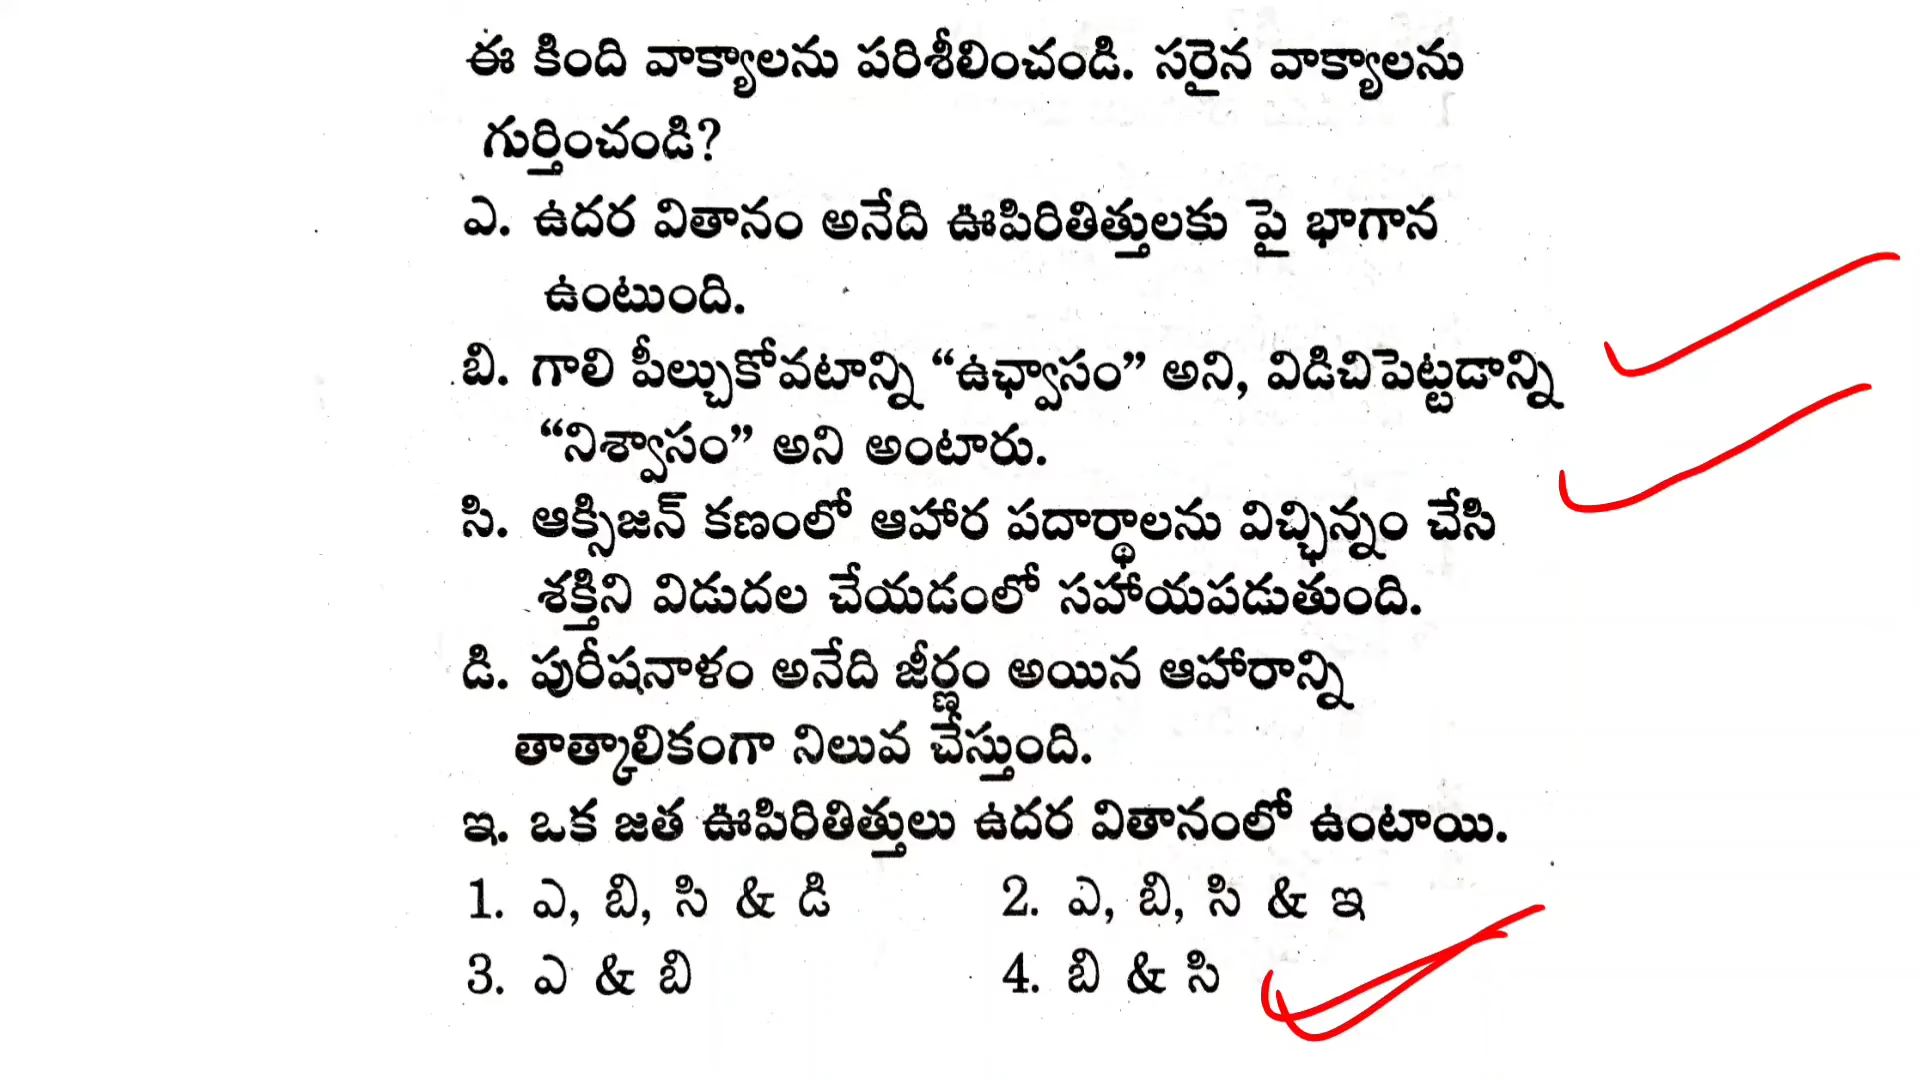 ఈ కింది వాక్యాలను పరిశీలించండి. సరైన వాక్యాలను
గుర్తించండి?
ఎ. ఉదర వితానం అనేది ఊపిరితిత్తులకు పై భాగాన
ఉంటుంది.
బి. గాలి పీల్చుకోవటాన్ని “ఉఛ్వాసం” అని, విడిచిపెట్టడాన్ని
“నిశ్వాసం” అని అంటారు.
సి. ఆక్సిజన్ కణంలో ఆహార పదార్థాలను విచ్ఛిన్నం చేసి
శక్తిని విడుదల చేయడంలో సహాయపడుతుంది.
డి. పురీషనాళం అనేది జీర్ణం అయిన ఆహారాన్ని
తాత్కాలికంగా నిలువ చేస్తుంది.
ఇ. ఒక జత ఊపిరితిత్తులు ఉదర వితానంలో ఉంటాయి.
1. ఎ, బి, సి & డి 2. ఎ, బి, సి & ఇ
3. ఎ & బి 4. బి & సి